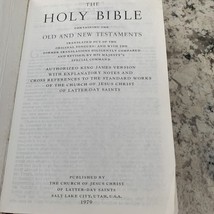 THE
HOLY BIBLE
CONTAINING THE
OLD AND NEW TESTAMENTS
TRANSLATED OUT OF THE
ORIGINAL TONGUES: AND WITH THE
FORMER TRANSLATIONS DILIGENTLY COMPARED
AND REVISED BY HIS MAJESTY'S
SPECIAL COMMAND
AUTHORIZED KING JAMES VERSION
WITH EXPLANATORY NOTES AND
CROSS REFERENCES TO THE STANDARD WORKS
OF THE CHURCH OF JESUS CHRIST
OF LATTER-DAY SAINTS
PUBLISHED BY
THE CHURCH OF JESUS CHRIST
OF LATTER-DAY SAINTS
SALT LAKE CITY, UTAH, U.S.A.
1979